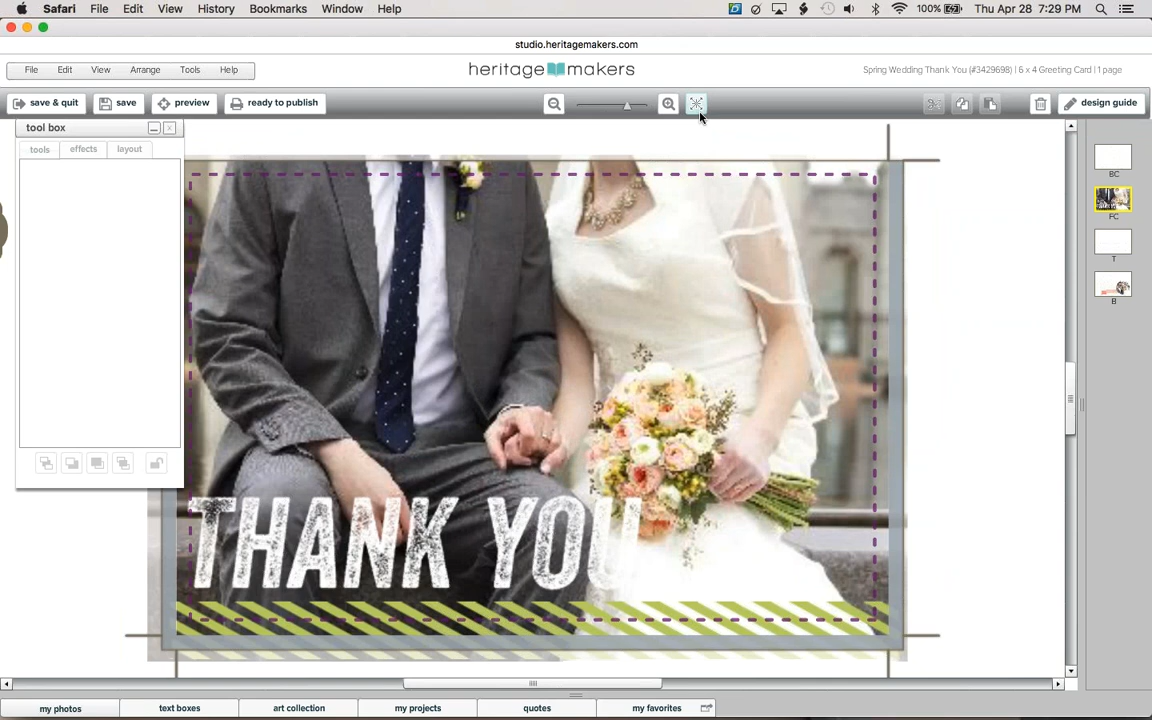 Safari File Edit View History Bookmarks Window Help 100% Thu Apr 28 7:29 PM
studio.heritagemakers.com
File Edit View Arrange Tools Help heritage makers Spring Wedding Thank You (#3429698) | 6 x 4 Greeting Card | 1 page
save & quit save preview ready to publish design guide
tool box
tools effects layout
BC
FC
T
B
THANK YOU
my photos text boxes art collection my projects quotes my favorites